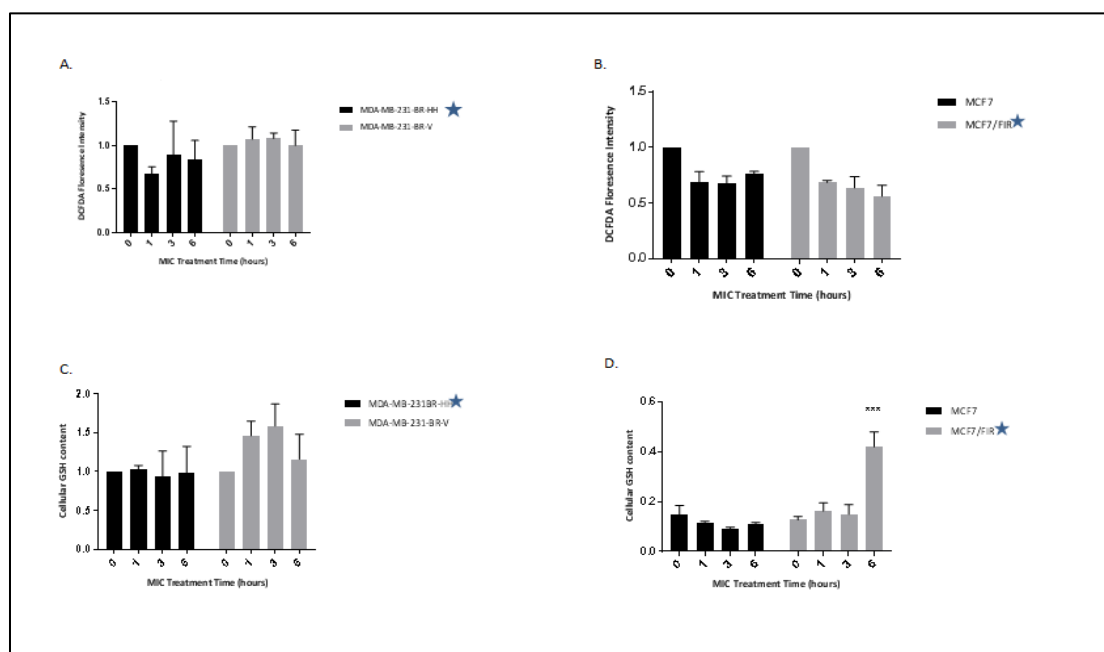 A.
1.5
1.0
0.5
0.0
DCFDA Floresence Intensity
0 1 3 6 0 1 3 6
MIC Treatment Time (hours)
MDA-MB-231-BR-HH
MDA-MB-231-BR-V
B.
1.5
1.0
0.5
0.0
DCFDA Floresence Intensity
0 1 3 6 0 1 3 6
MIC Treatment Time (hours)
MCF7
MCF7/FIR
C.
2.0
1.5
1.0
0.5
0.0
Cellular GSH content
0 1 3 6 0 1 3 6
MIC Treatment Time (hours)
MDA-MB-231BR-HH
MDA-MB-231-BR-V
D.
0.6
0.4
0.2
0.0
Cellular GSH content
***
0 1 3 6 0 1 3 6
MIC Treatment Time (hours)
MCF7
MCF7/FIR